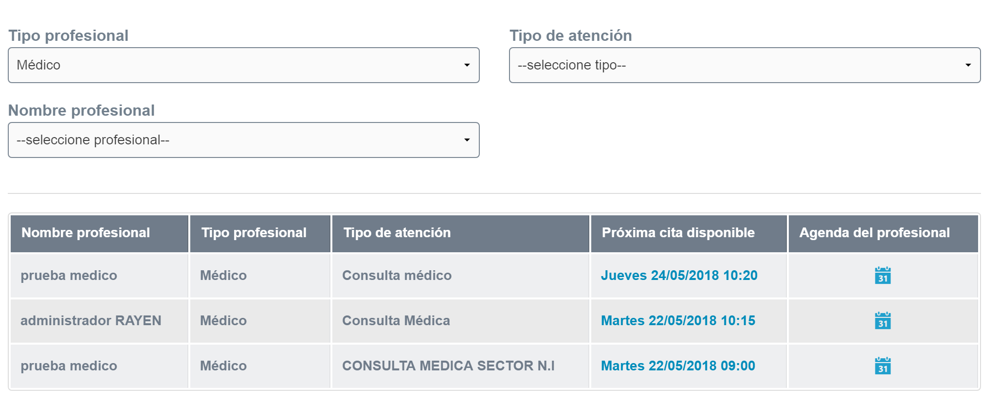 Tipo profesional
Tipo de atención
Médico
--seleccione tipo--
Nombre profesional
--seleccione profesional--
Nombre profesional Tipo profesional Tipo de atención Próxima cita disponible Agenda del profesional
prueba medico Médico Consulta médico Jueves 24/05/2018 10:20 31
administrador RAYEN Médico Consulta Médica Martes 22/05/2018 10:15 31
prueba medico Médico CONSULTA MEDICA SECTOR N.I Martes 22/05/2018 09:00 31